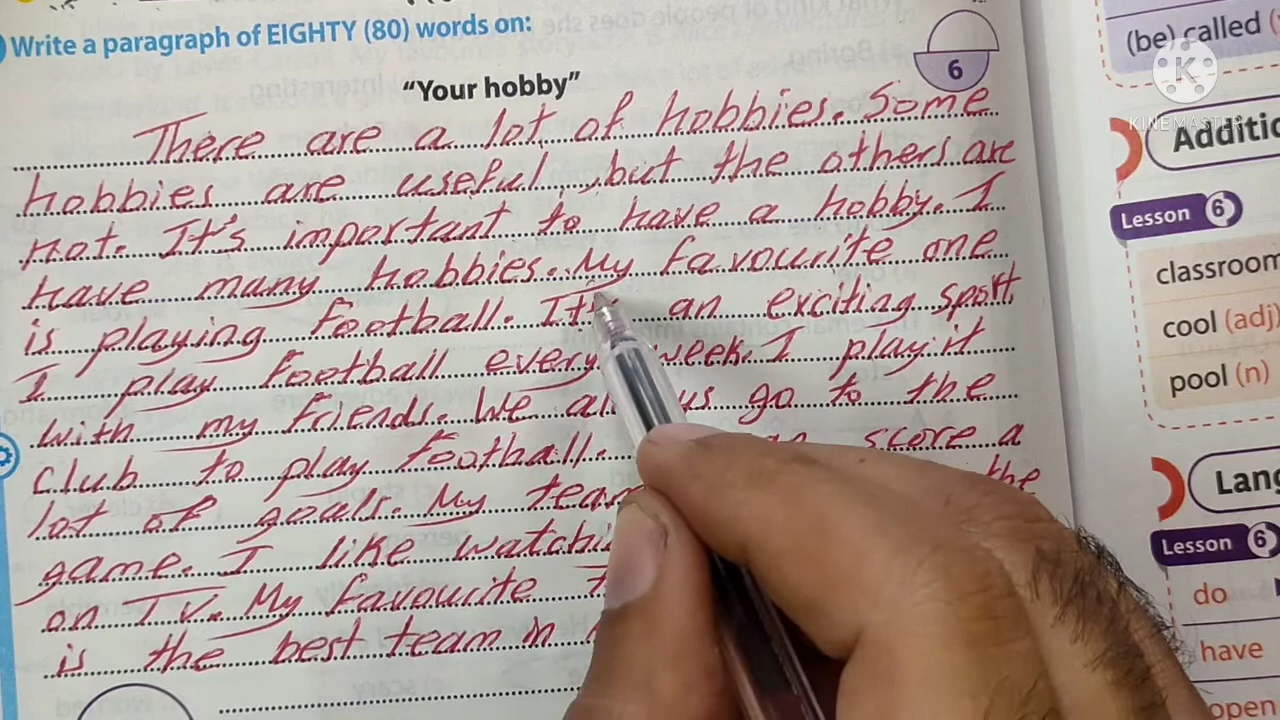 Write a paragraph of EIGHTY (80) words on:
"Your hobby"
6
There are a lot of hobbies. Some
hobbies are useful, but the others are
not. It's important to have a hobby. I
have many hobbies. My favourite one
is playing football. It's an exciting sport.
I play football every week. I play it
with my friends. We go to the
club to play football. score a
lot of goals. My team the
game. I like
on TV. My favourite
is the best team in
(be) called
KINEMASTER
Lesson 6
classroom
cool (adj)
pool (n)
Lesson 6
do
have
open